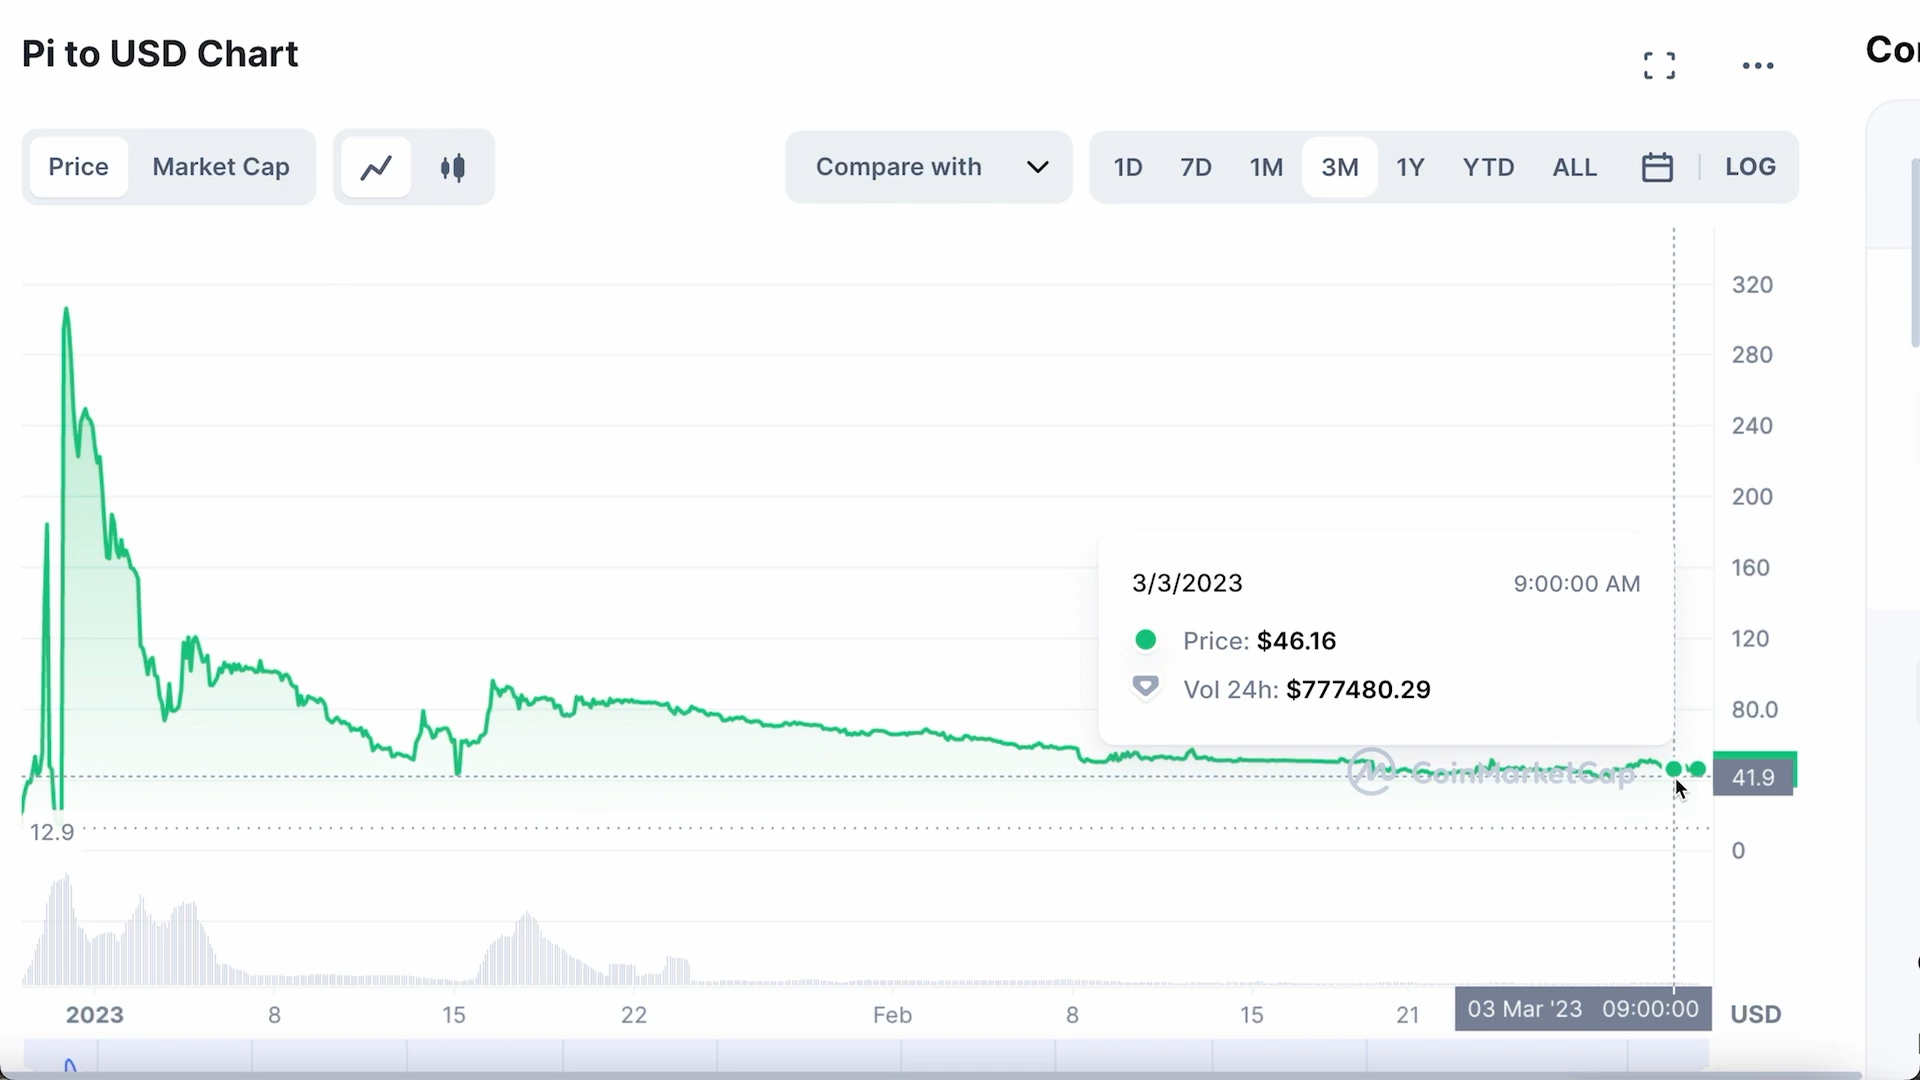 Pi to USD Chart
Price Market Cap
Compare with
1D 7D 1M 3M 1Y YTD ALL LOG
320
280
240
200
160
120
80.0
0
3/3/2023 9:00:00 AM
Price: $46.16
Vol 24h: $777480.29
CoinMarketCap
41.9
12.9
2023 8 15 22 Feb 8 15 21 03 Mar '23 09:00:00 USD